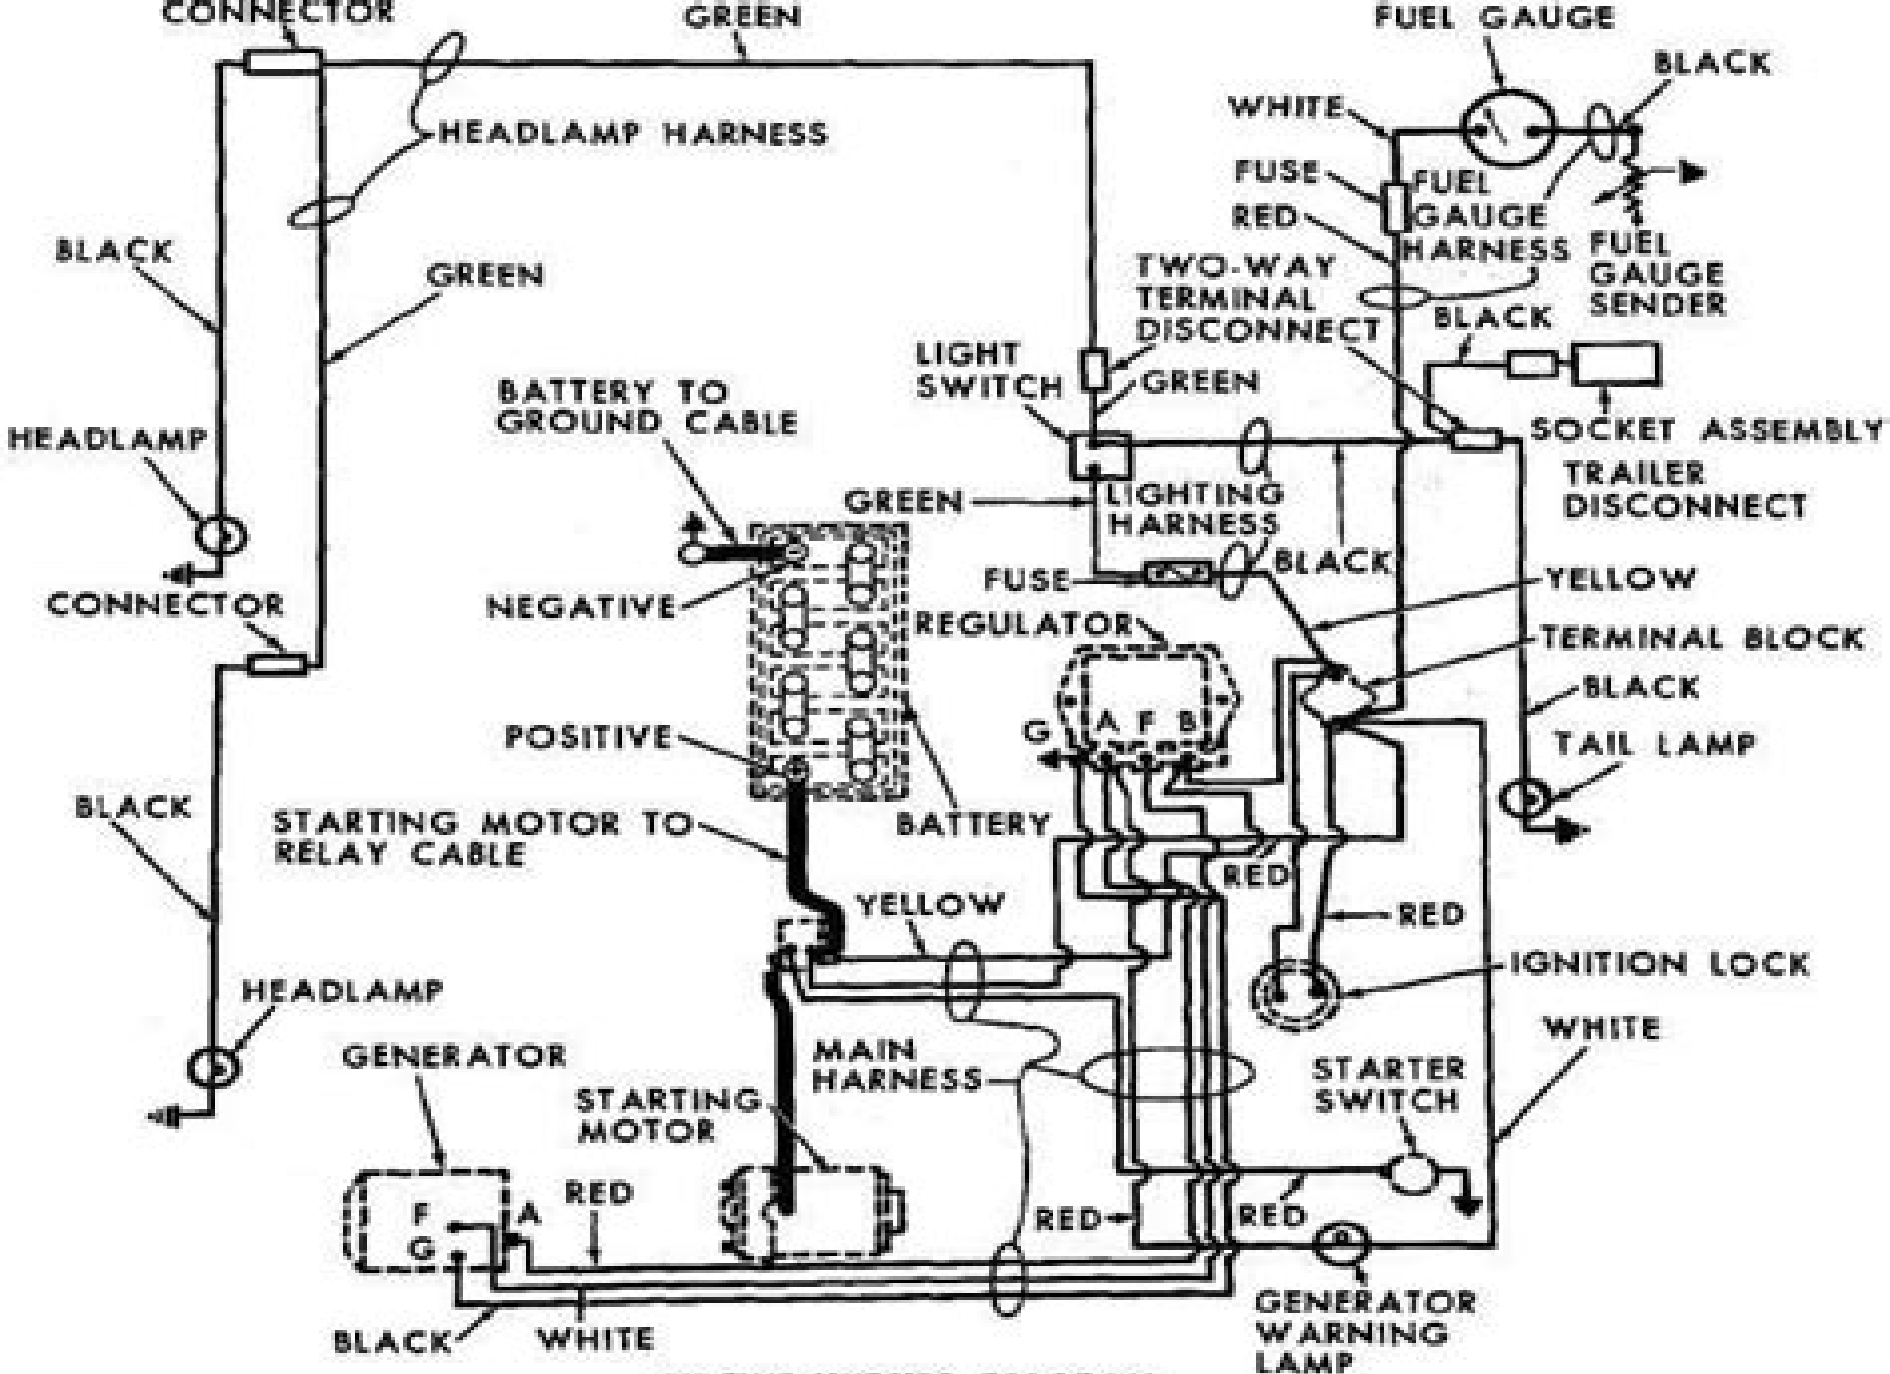 CONNECTOR
GREEN
FUEL GAUGE
BLACK
WHITE
HEADLAMP HARNESS
FUSE
FUEL
GAUGE
HARNESS
RED
FUEL
GAUGE
SENDER
BLACK
GREEN
TWO-WAY
TERMINAL
DISCONNECT
BLACK
LIGHT
SWITCH
GREEN
BATTERY TO
GROUND CABLE
HEADLAMP
SOCKET ASSEMBLY
TRAILER
DISCONNECT
GREEN
LIGHTING
HARNESS
BLACK
FUSE
YELLOW
CONNECTOR
NEGATIVE
REGULATOR
TERMINAL BLOCK
BLACK
POSITIVE
G
A F B
TAIL LAMP
BLACK
STARTING MOTOR TO
RELAY CABLE
BATTERY
RED
YELLOW
RED
IGNITION LOCK
HEADLAMP
WHITE
GENERATOR
MAIN
HARNESS
STARTER
SWITCH
STARTING
MOTOR
RED
F
A
G
RED
RED
GENERATOR
WARNING
LAMP
BLACK
WHITE